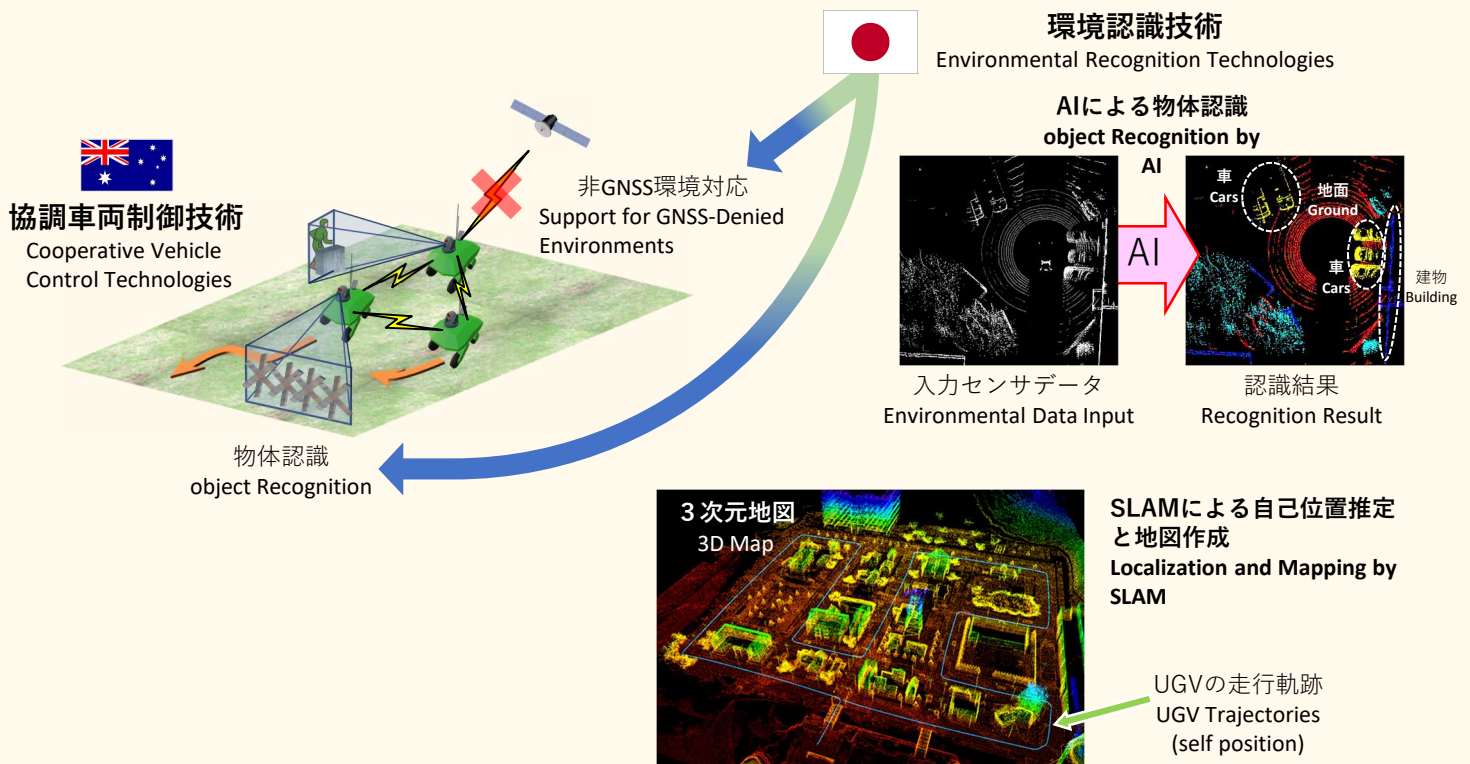 環境認識技術
Environmental Recognition Technologies
協調車両制御技術
Cooperative Vehicle
Control Technologies
非GNSS環境対応
Support for GNSS-Denied
Environments
物体認識
object Recognition
AIによる物体認識
object Recognition by
AI
AI
車
Cars
地面
Ground
車
Cars
建物
Building
入力センサデータ
Environmental Data Input
認識結果
Recognition Result
３次元地図
3D Map
SLAMによる自己位置推定
と地図作成
Localization and Mapping by
SLAM
UGVの走行軌跡
UGV Trajectories
(self position)